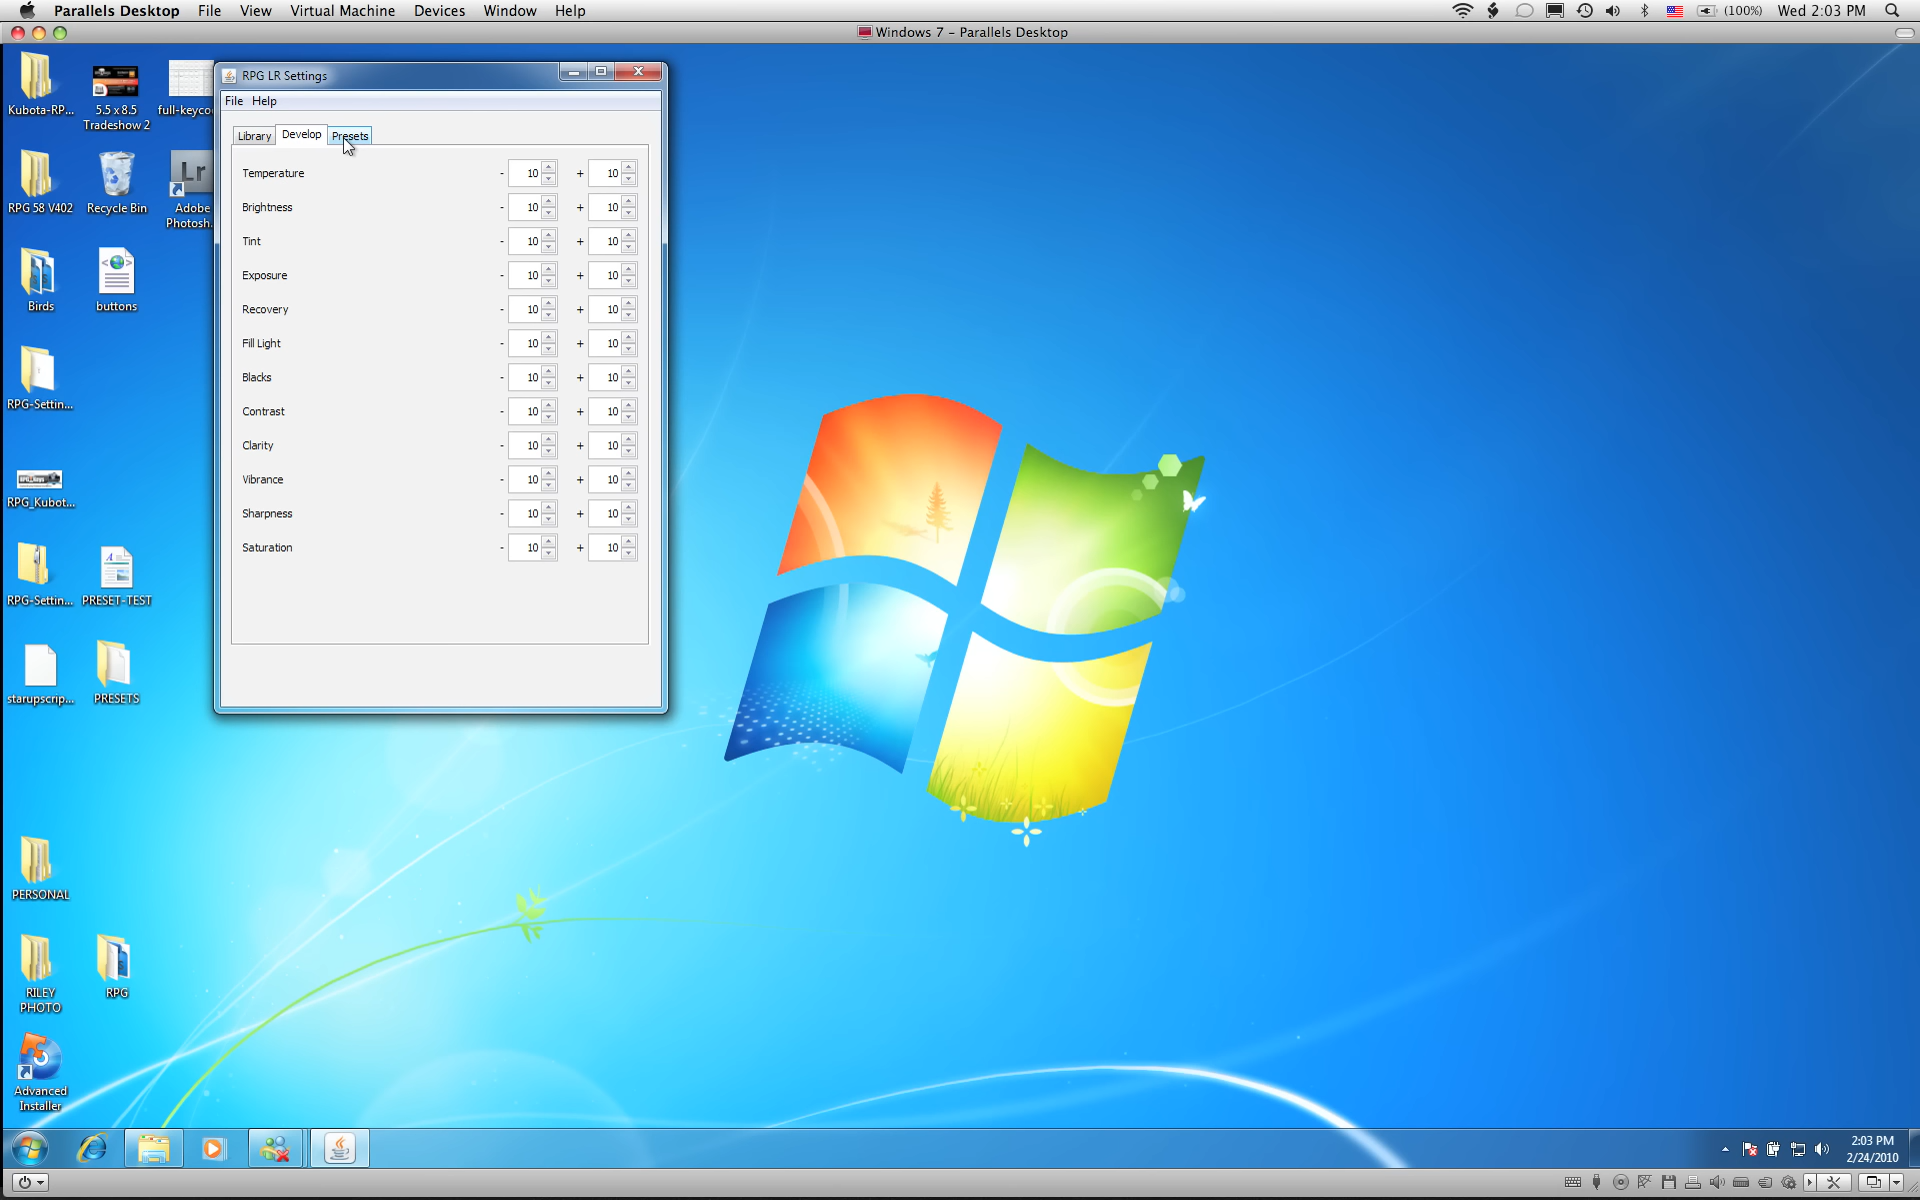 Parallels Desktop File View Virtual Machine Devices Window Help
(100%) Wed 2:03 PM
Windows 7 – Parallels Desktop
Kubota-RP...
5.5 x 8.5
Tradeshow 2
RPG 58 V402
Recycle Bin
Lr
Adobe
Photosh...
Birds
buttons
RPG-Settin...
RPG_Kubot...
RPG-Settin...
PRESET-TEST
starupscrip...
PRESETS
PERSONAL
RILEY
PHOTO
RPG
Advanced
Installer
RPG LR Settings
File Help
Library Develop Presets
Temperature - 10 + 10
Brightness - 10 + 10
Tint - 10 + 10
Exposure - 10 + 10
Recovery - 10 + 10
Fill Light - 10 + 10
Blacks - 10 + 10
Contrast - 10 + 10
Clarity - 10 + 10
Vibrance - 10 + 10
Sharpness - 10 + 10
Saturation - 10 + 10
2:03 PM
2/24/2010